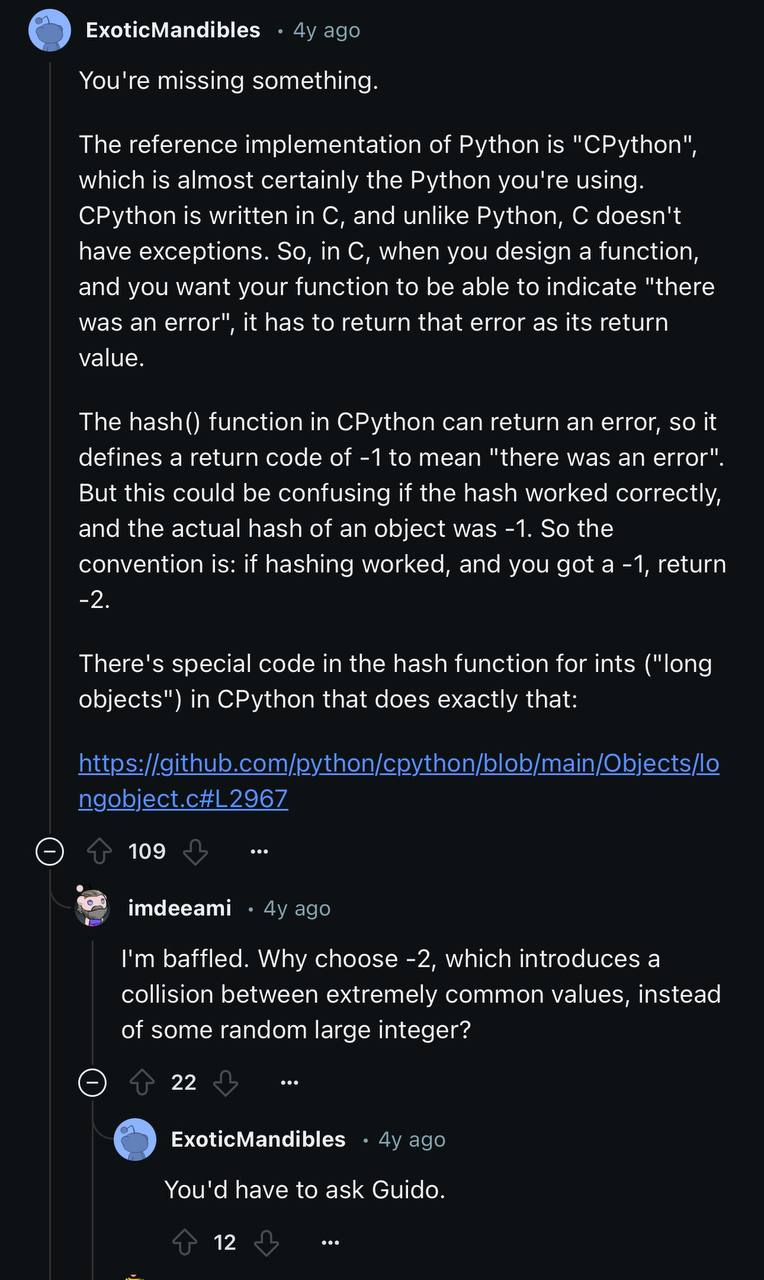 ExoticMandibles • 4y ago
You're missing something.
The reference implementation of Python is "CPython",
which is almost certainly the Python you're using.
CPython is written in C, and unlike Python, C doesn't
have exceptions. So, in C, when you design a function,
and you want your function to be able to indicate "there
was an error", it has to return that error as its return
value.
The hash() function in CPython can return an error, so it
defines a return code of -1 to mean "there was an error".
But this could be confusing if the hash worked correctly,
and the actual hash of an object was -1. So the
convention is: if hashing worked, and you got a -1, return
-2.
There's special code in the hash function for ints ("long
objects") in CPython that does exactly that:
https://github.com/python/cpython/blob/main/Objects/lo
ngobject.c#L2967
109
imdeeami • 4y ago
I'm baffled. Why choose -2, which introduces a
collision between extremely common values, instead
of some random large integer?
22
ExoticMandibles • 4y ago
You'd have to ask Guido.
12